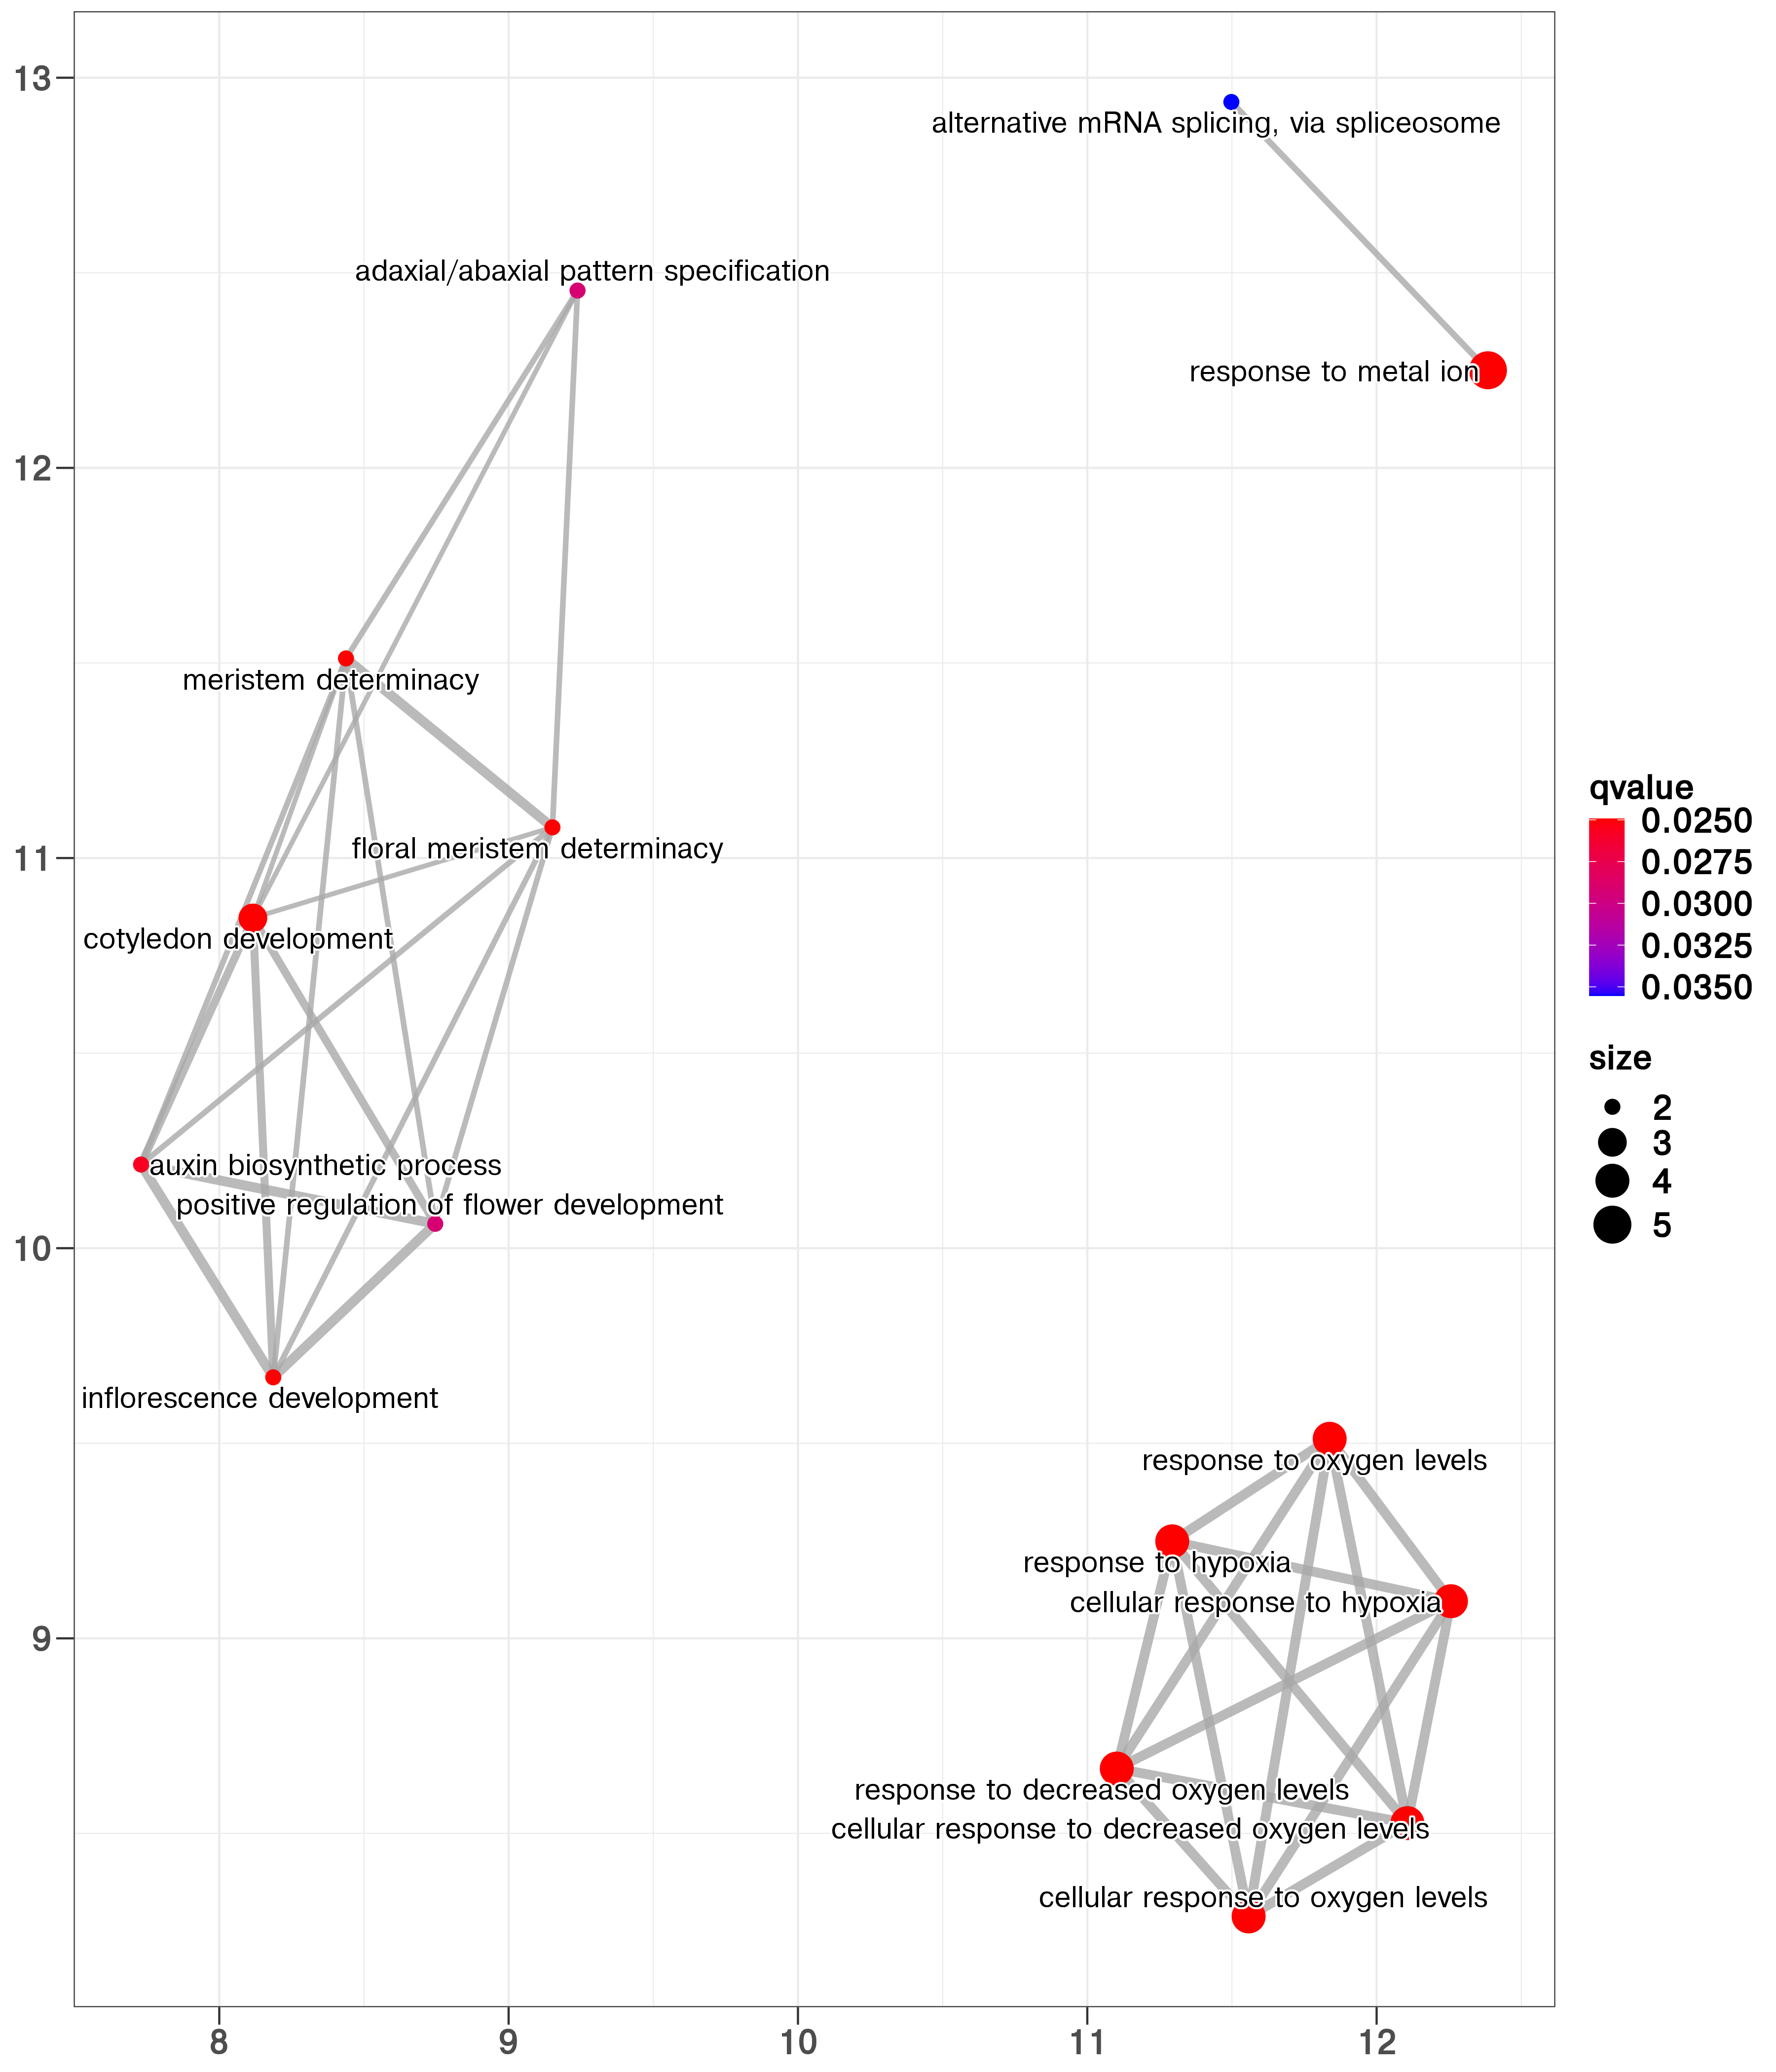 13
alternative mRNA splicing, via spliceosome
adaxial/abaxial pattern specification
response to metal ion
12
meristem determinacy
floral meristem determinacy
11
cotyledon development
auxin biosynthetic process
positive regulation of flower development
10
inflorescence development
response to oxygen levels
response to hypoxia
cellular response to hypoxia
9
response to decreased oxygen levels
cellular response to decreased oxygen levels
cellular response to oxygen levels
8 9 10 11 12
qvalue
0.0250
0.0275
0.0300
0.0325
0.0350
size
2
3
4
5